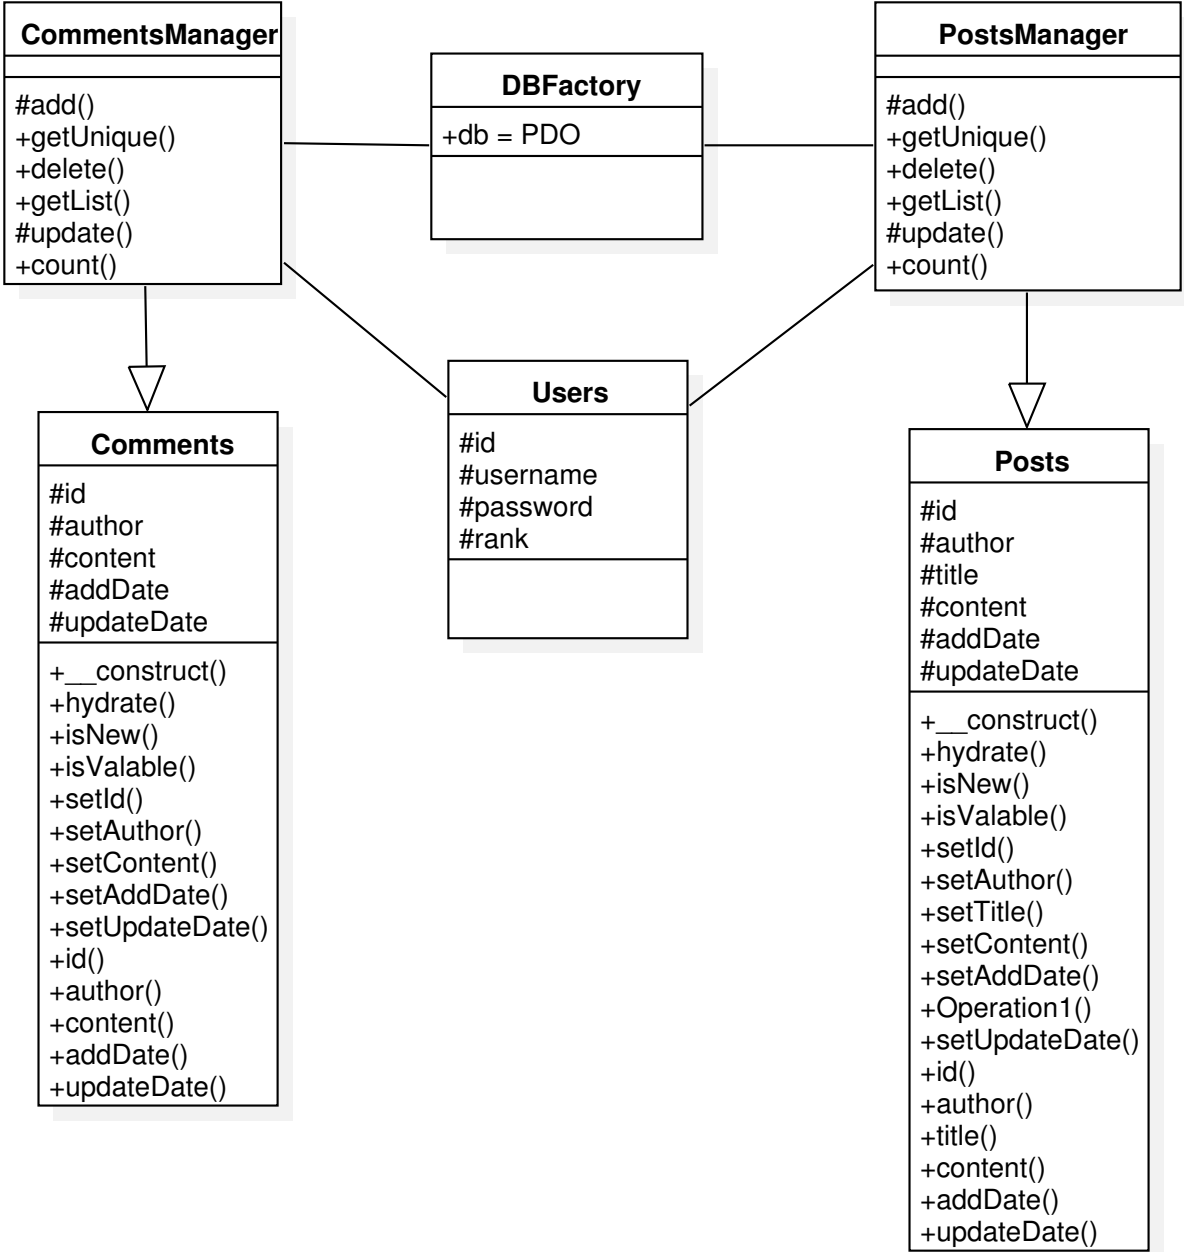 CommentsManager
#add()
+getUnique()
+delete()
+getList()
#update()
+count()
DBFactory
+db = PDO
PostsManager
#add()
+getUnique()
+delete()
+getList()
#update()
+count()
Comments
#id
#author
#content
#addDate
#updateDate
+__construct()
+hydrate()
+isNew()
+isValable()
+setId()
+setAuthor()
+setContent()
+setAddDate()
+setUpdateDate()
+id()
+author()
+content()
+addDate()
+updateDate()
Users
#id
#username
#password
#rank
Posts
#id
#author
#title
#content
#addDate
#updateDate
+__construct()
+hydrate()
+isNew()
+isValable()
+setId()
+setAuthor()
+setTitle()
+setContent()
+setAddDate()
+Operation1()
+setUpdateDate()
+id()
+author()
+title()
+content()
+addDate()
+updateDate()